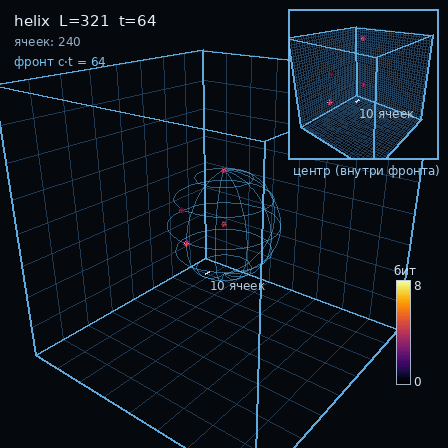 helix L=321 t=64
ячеек: 240
фронт c·t = 64
10 ячеек
центр (внутри фронта)
10 ячеек
бит
8
0